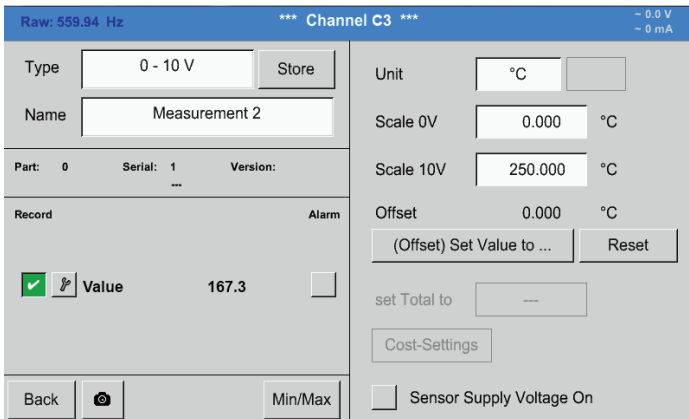 Raw: 559.94 Hz *** Channel C3 *** ~ 0.0 V
~ 0 mA
Type 0 - 10 V Store
Name Measurement 2
Part: 0 Serial: 1 Version:
---
Record Alarm
Value 167.3
Back Min/Max
Unit °C
Scale 0V 0.000 °C
Scale 10V 250.000 °C
Offset 0.000 °C
(Offset) Set Value to ... Reset
set Total to ---
Cost-Settings
Sensor Supply Voltage On